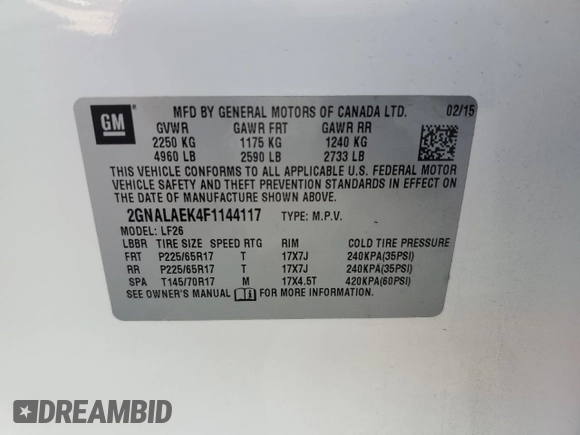 GM
MFD BY GENERAL MOTORS OF CANADA LTD. 02/15
GVWR GAWR FRT GAWR RR
2250 KG 1175 KG 1240 KG
4960 LB 2590 LB 2733 LB
THIS VEHICLE CONFORMS TO ALL APPLICABLE U.S. FEDERAL MOTOR
VEHICLE SAFETY AND THEFT PREVENTION STANDARDS IN EFFECT ON
THE DATE OF MANUFACTURE SHOWN ABOVE.
2GNALAEK4F1144117 TYPE: M.P.V.
MODEL: LF26
LBBR TIRE SIZE SPEED RTG RIM COLD TIRE PRESSURE
FRT P225/65R17 T 17X7J 240KPA(35PSI)
RR P225/65R17 T 17X7J 240KPA(35PSI)
SPA T145/70R17 M 17X4.5T 420KPA(60PSI)
SEE OWNER'S MANUAL FOR MORE INFORMATION
DREAMBID